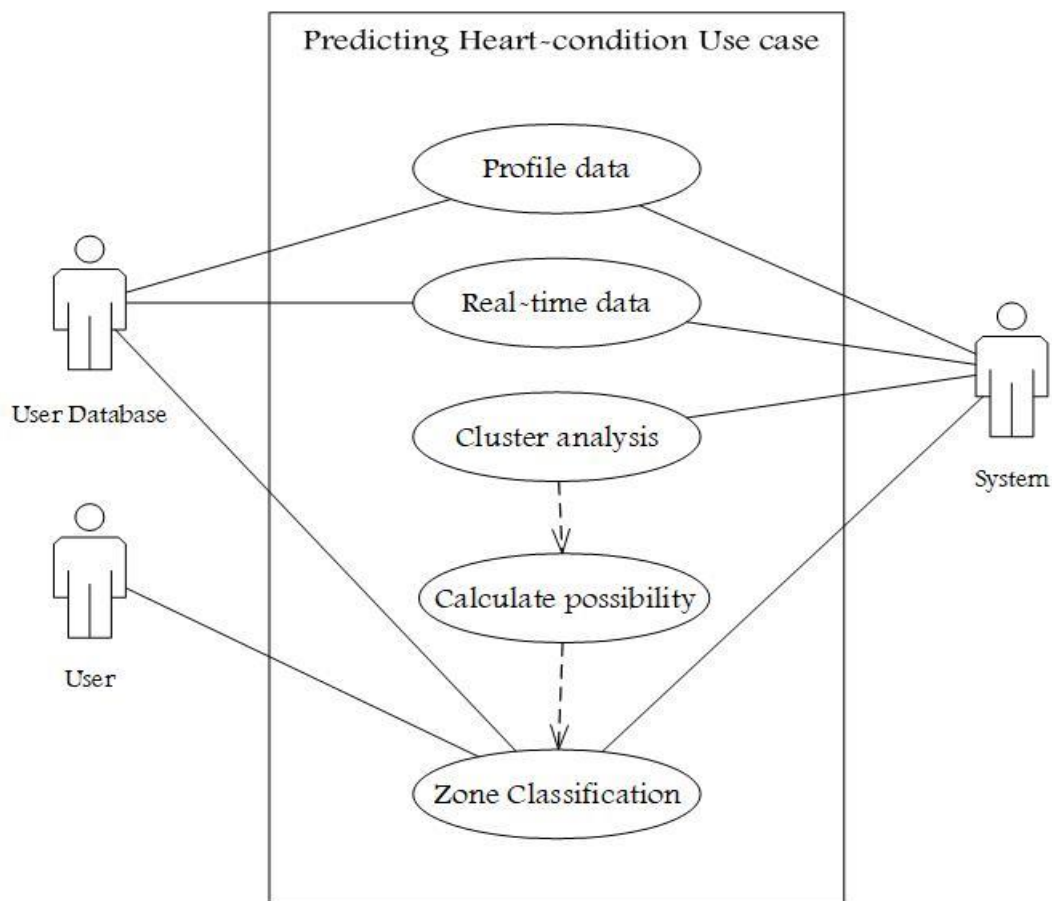 Predicting Heart-condition Use case
Profile data
Real-time data
User Database
Cluster analysis
System
Calculate possibility
User
Zone Classification